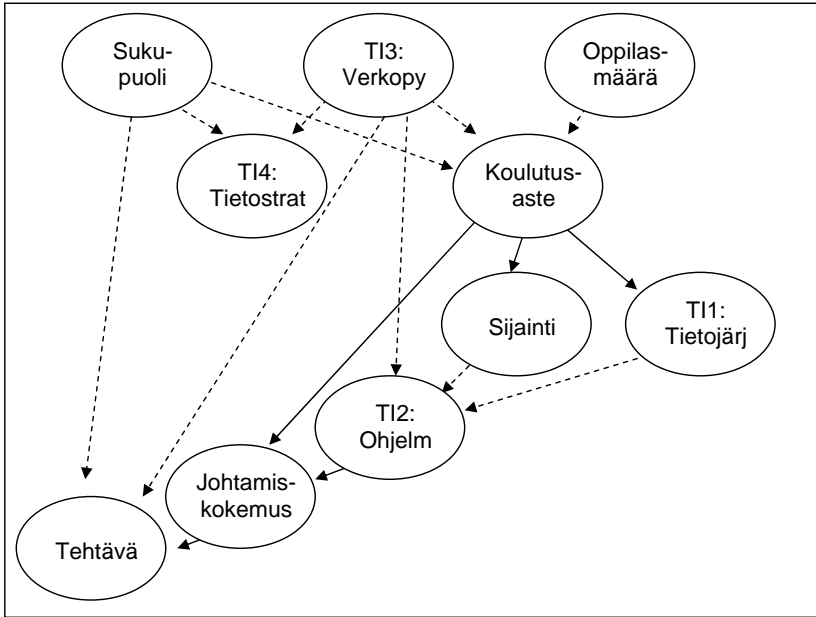 Suku-
puoli
TI3:
Verkopy
Oppilas-
määrä
TI4:
Tietostrat
Koulutus-
aste
Sijainti
TI1:
Tietojärj
TI2:
Ohjelm
Johtamis-
kokemus
Tehtävä